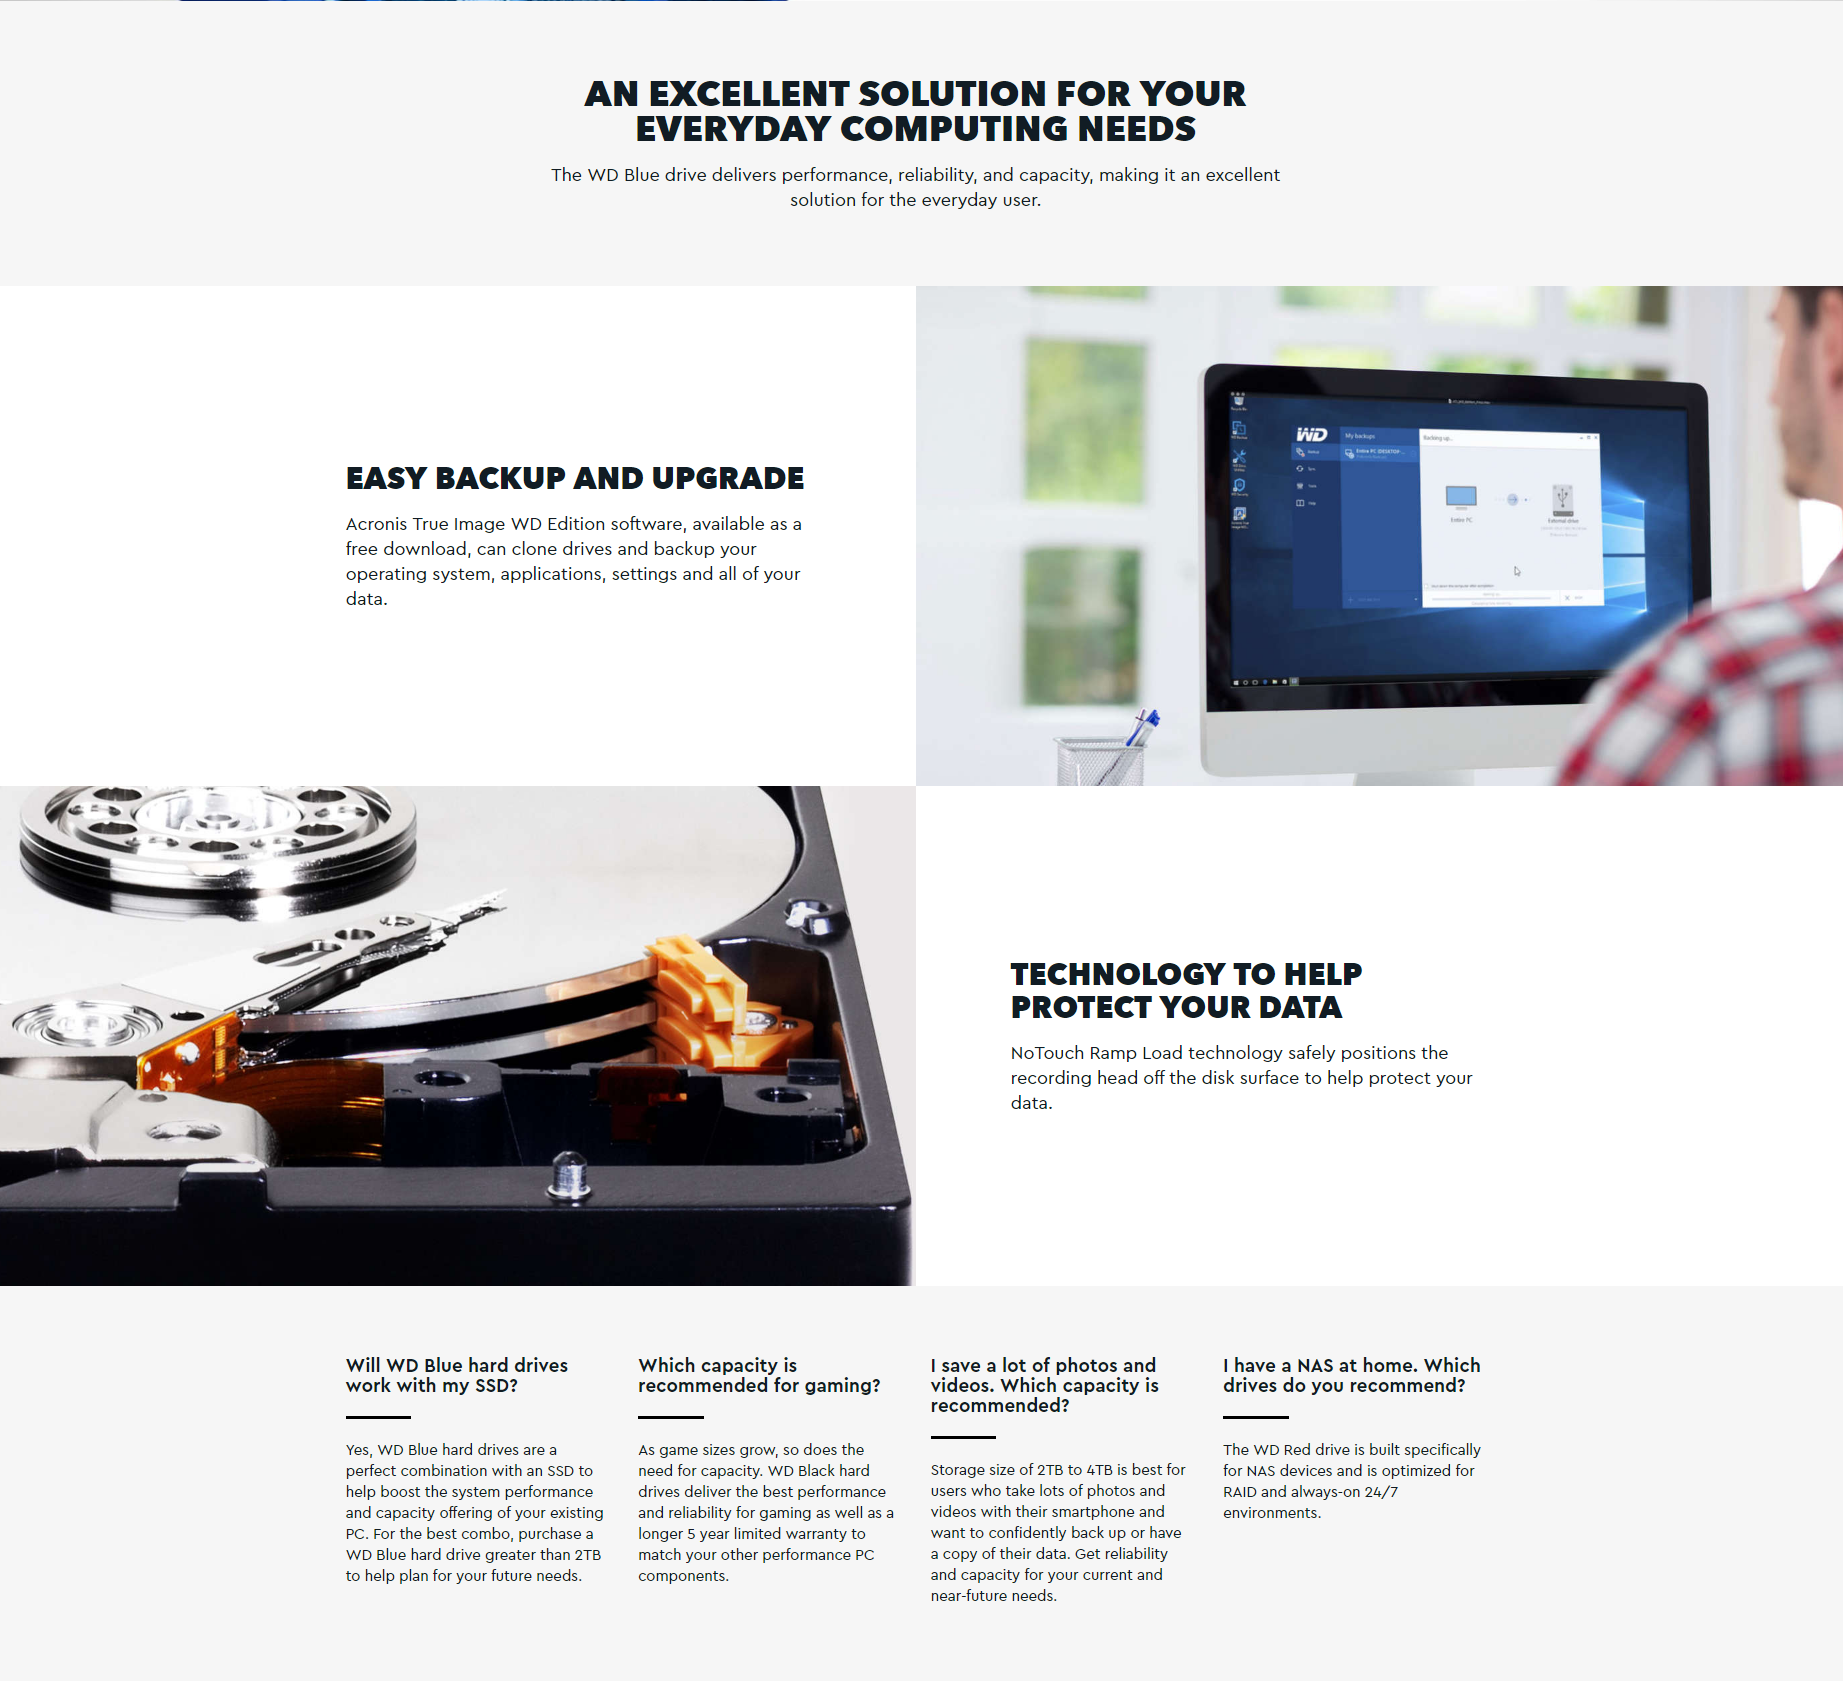 AN EXCELLENT SOLUTION FOR YOUR
EVERYDAY COMPUTING NEEDS
The WD Blue drive delivers performance, reliability, and capacity, making it an excellent
solution for the everyday user.
EASY BACKUP AND UPGRADE
Acronis True Image WD Edition software, available as a
free download, can clone drives and backup your
operating system, applications, settings and all of your
data.
WD
My backups
Backing up...
Backup
Entire PC (DESKTOP-...
Sync
Help
Entire PC
External drive
TECHNOLOGY TO HELP
PROTECT YOUR DATA
NoTouch Ramp Load technology safely positions the
recording head off the disk surface to help protect your
data.
Will WD Blue hard drives
work with my SSD?
Yes, WD Blue hard drives are a
perfect combination with an SSD to
help boost the system performance
and capacity offering of your existing
PC. For the best combo, purchase a
WD Blue hard drive greater than 2TB
to help plan for your future needs.
Which capacity is
recommended for gaming?
As game sizes grow, so does the
need for capacity. WD Black hard
drives deliver the best performance
and reliability for gaming as well as a
longer 5 year limited warranty to
match your other performance PC
components.
I save a lot of photos and
videos. Which capacity is
recommended?
Storage size of 2TB to 4TB is best for
users who take lots of photos and
videos with their smartphone and
want to confidently back up or have
a copy of their data. Get reliability
and capacity for your current and
near-future needs.
I have a NAS at home. Which
drives do you recommend?
The WD Red drive is built specifically
for NAS devices and is optimized for
RAID and always-on 24/7
environments.